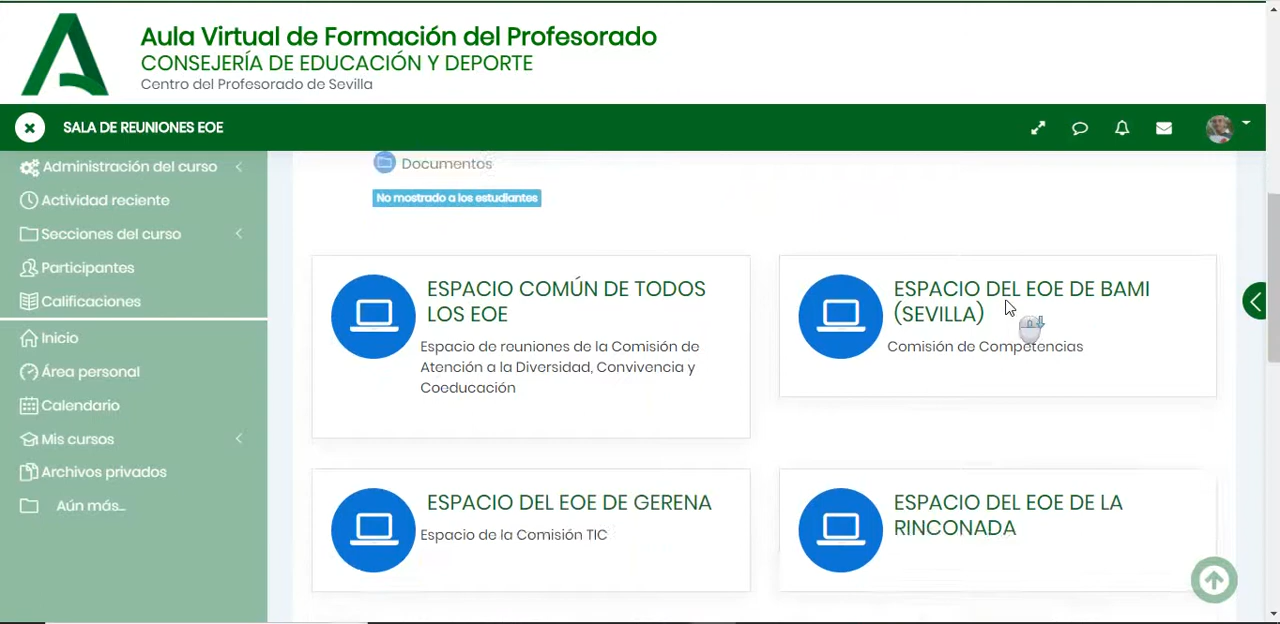 Aula Virtual de Formación del Profesorado
CONSEJERÍA DE EDUCACIÓN Y DEPORTE
Centro del Profesorado de Sevilla
SALA DE REUNIONES EOE
Administración del curso
Actividad reciente
Secciones del curso
Participantes
Calificaciones
Inicio
Área personal
Calendario
Mis cursos
Archivos privados
Aún más...
Documentos
No mostrado a los estudiantes
ESPACIO COMÚN DE TODOS
LOS EOE
Espacio de reuniones de la Comisión de
Atención a la Diversidad, Convivencia y
Coeducación
ESPACIO DEL EOE DE BAMI
(SEVILLA)
Comisión de Competencias
ESPACIO DEL EOE DE GERENA
Espacio de la Comisión TIC
ESPACIO DEL EOE DE LA
RINCONADA